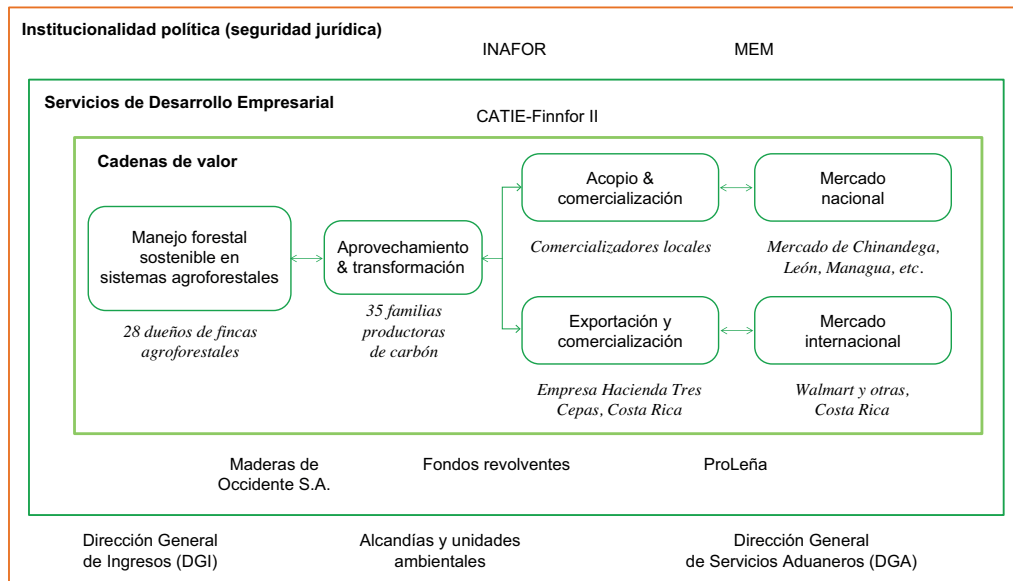 Institucionalidad política (seguridad jurídica)
INAFOR
MEM
Servicios de Desarrollo Empresarial
CATIE-Finnfor II
Cadenas de valor
Manejo forestal
sostenible en
sistemas agroforestales
28 dueños de fincas
agroforestales
Aprovechamiento
& transformación
35 familias
productoras
de carbón
Acopio &
comercialización
Comercializadores locales
Mercado
nacional
Mercado de Chinandega,
León, Managua, etc.
Exportación y
comercialización
Empresa Hacienda Tres
Cepas, Costa Rica
Mercado
internacional
Walmart y otras,
Costa Rica
Maderas de
Occidente S.A.
Fondos revolventes
ProLeña
Dirección General
de Ingresos (DGI)
Alcandías y unidades
ambientales
Dirección General
de Servicios Aduaneros (DGA)